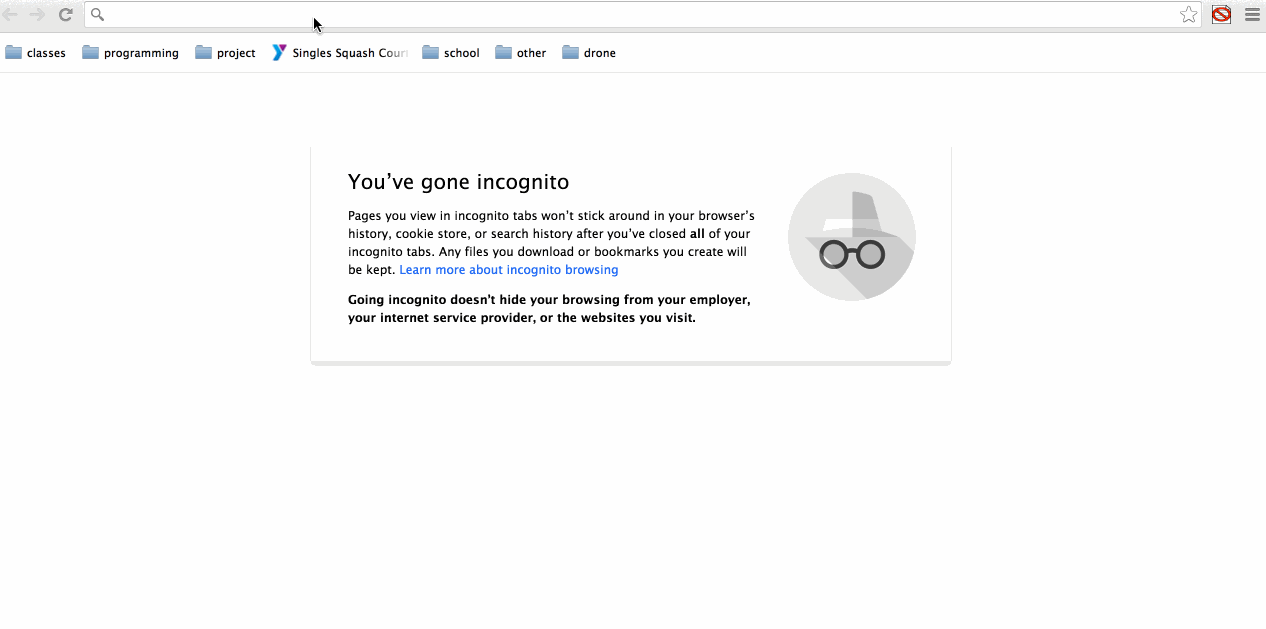 classes programming project Singles Squash Cour school other drone
You've gone incognito
Pages you view in incognito tabs won't stick around in your browser's
history, cookie store, or search history after you've closed all of your
incognito tabs. Any files you download or bookmarks you create will
be kept. Learn more about incognito browsing
Going incognito doesn't hide your browsing from your employer,
your internet service provider, or the websites you visit.